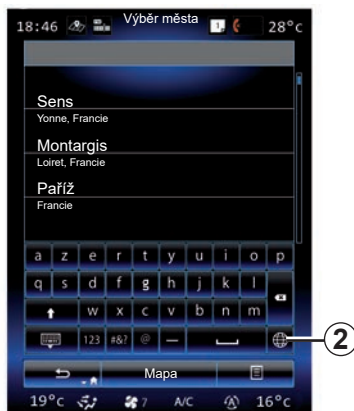 18:46 Výběr města 28°c
Sens
Yonne, Francie
Montargis
Loiret, Francie
Paříž
Francie
a z e r t y u i o p
q s d f g h j k l
w x c v b n m
123 #&? @ —
Mapa
19°c 7 A/C 16°c
2